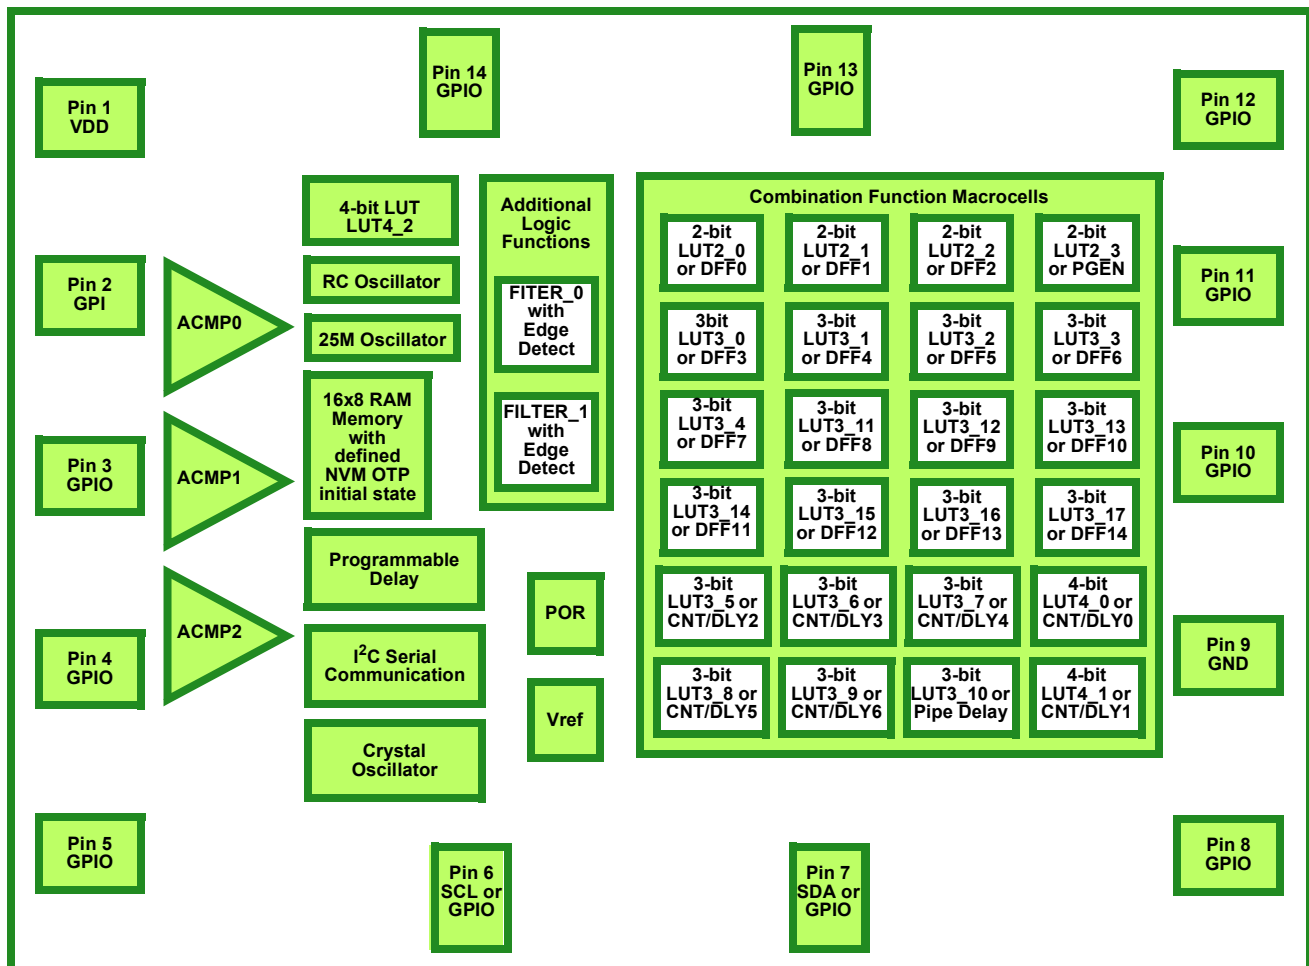 Pin 14
GPIO
Pin 13
GPIO
Pin 1
VDD
Pin 12
GPIO
4-bit LUT
LUT4_2
Additional
Logic
Functions
Combination Function Macrocells
2-bit
LUT2_0
or DFF0
2-bit
LUT2_1
or DFF1
2-bit
LUT2_2
or DFF2
2-bit
LUT2_3
or PGEN
Pin 2
GPI
ACMP0
RC Oscillator
25M Oscillator
FITER_0
with
Edge
Detect
Pin 11
GPIO
3bit
LUT3_0
or DFF3
3-bit
LUT3_1
or DFF4
3-bit
LUT3_2
or DFF5
3-bit
LUT3_3
or DFF6
16x8 RAM
Memory
with
defined
NVM OTP
initial state
FILTER_1
with
Edge
Detect
3-bit
LUT3_4
or DFF7
3-bit
LUT3_11
or DFF8
3-bit
LUT3_12
or DFF9
3-bit
LUT3_13
or DFF10
Pin 3
GPIO
ACMP1
Pin 10
GPIO
3-bit
LUT3_14
or DFF11
3-bit
LUT3_15
or DFF12
3-bit
LUT3_16
or DFF13
3-bit
LUT3_17
or DFF14
Programmable
Delay
POR
3-bit
LUT3_5 or
CNT/DLY2
3-bit
LUT3_6 or
CNT/DLY3
3-bit
LUT3_7 or
CNT/DLY4
4-bit
LUT4_0 or
CNT/DLY0
Pin 4
GPIO
ACMP2
I2C Serial
Communication
Pin 9
GND
Vref
3-bit
LUT3_8 or
CNT/DLY5
3-bit
LUT3_9 or
CNT/DLY6
3-bit
LUT3_10 or
Pipe Delay
4-bit
LUT4_1 or
CNT/DLY1
Crystal
Oscillator
Pin 5
GPIO
Pin 8
GPIO
Pin 6
SCL or
GPIO
Pin 7
SDA or
GPIO